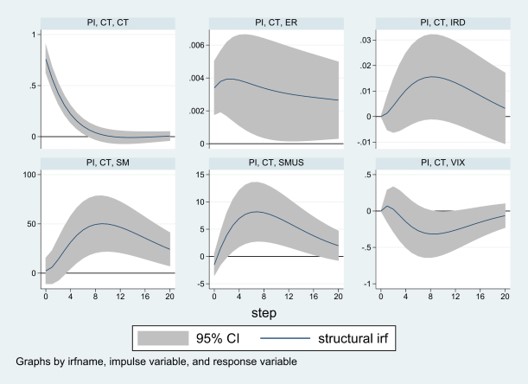 PI, CT, CT
PI, CT, ER
PI, CT, IRD
1
.5
0
.006
.004
.002
0
.03
.02
.01
0
-.01
PI, CT, SM
PI, CT, SMUS
PI, CT, VIX
100
50
0
15
10
5
0
-5
.5
0
-.5
-1
0 4 8 12 16 20
0 4 8 12 16 20
0 4 8 12 16 20
step
95% CI
structural irf
Graphs by irfname, impulse variable, and response variable